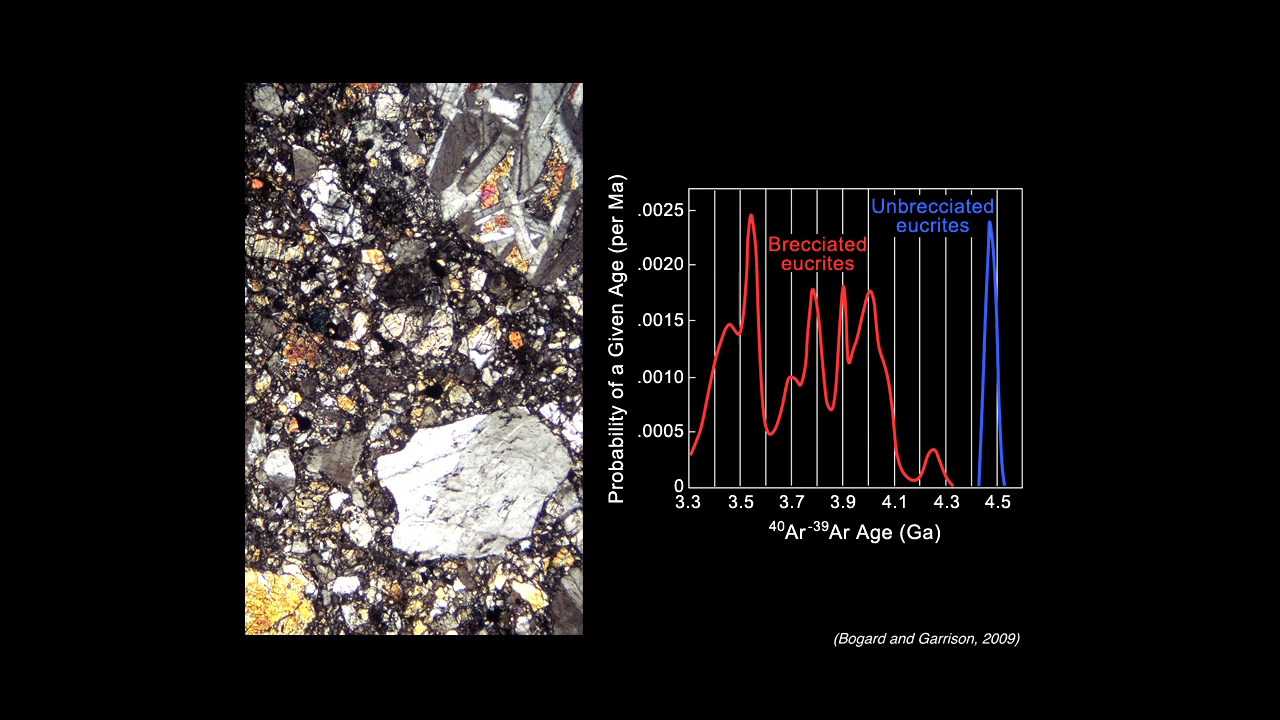 Probability of a Given Age (per Ma)
.0025
.0020
.0015
.0010
.0005
0
Unbrecciated
eucrites
Brecciated
eucrites
3.3 3.5 3.7 3.9 4.1 4.3 4.5
⁴⁰Ar-³⁹Ar Age (Ga)
(Bogard and Garrison, 2009)